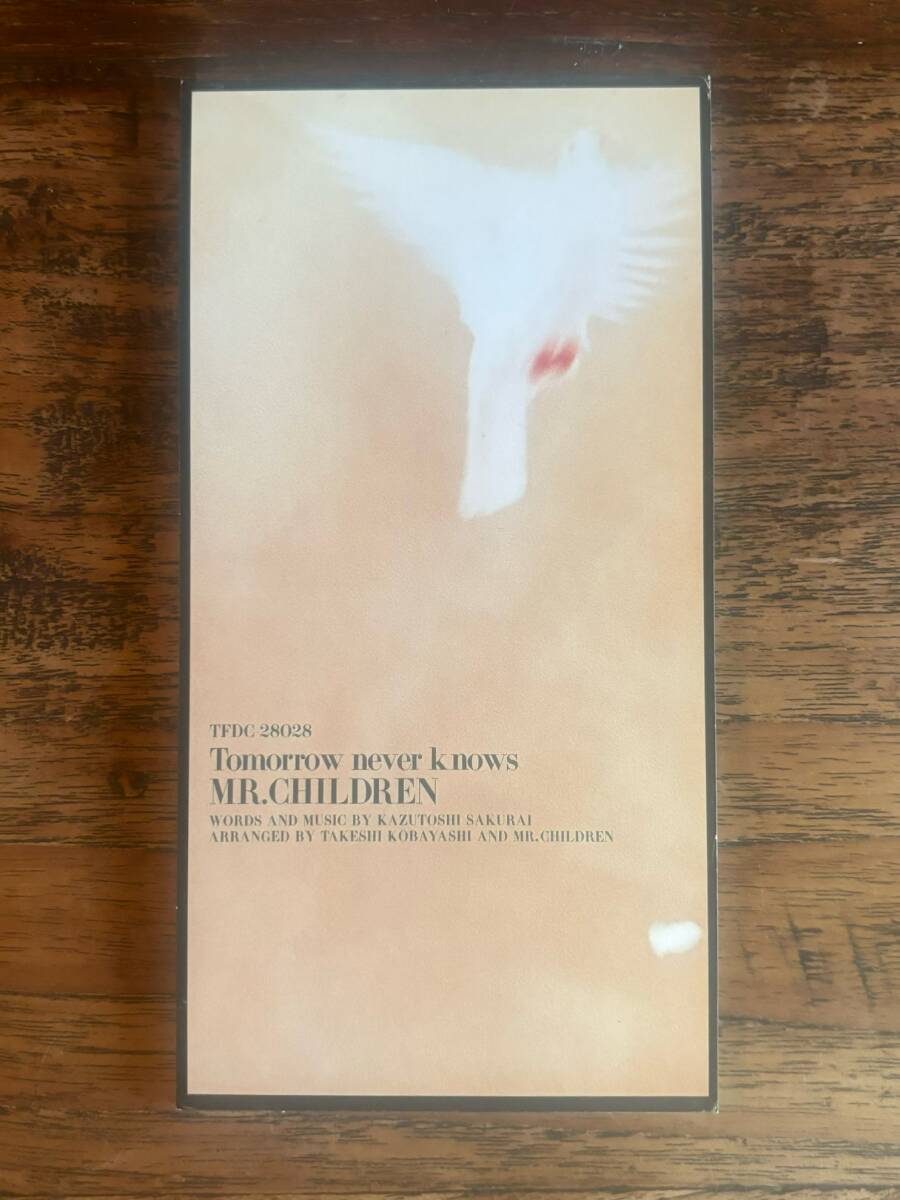 TFDC-28028
Tomorrow never knows
MR.CHILDREN
WORDS AND MUSIC BY KAZUTOSHI SAKURAI
ARRANGED BY TAKESHI KOBAYASHI AND MR.CHILDREN